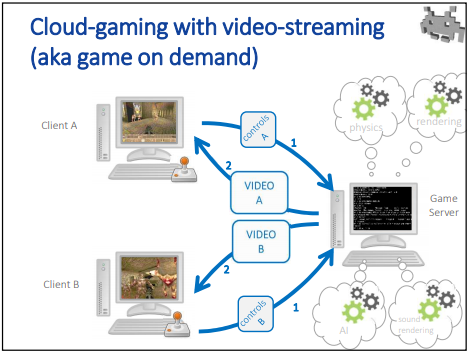 Cloud-gaming with video-streaming
(aka game on demand)
Client A
controls
A
1
2
VIDEO
A
physics
rendering
Game
Server
VIDEO
B
2
Client B
controls
B
1
AI
sound
rendering